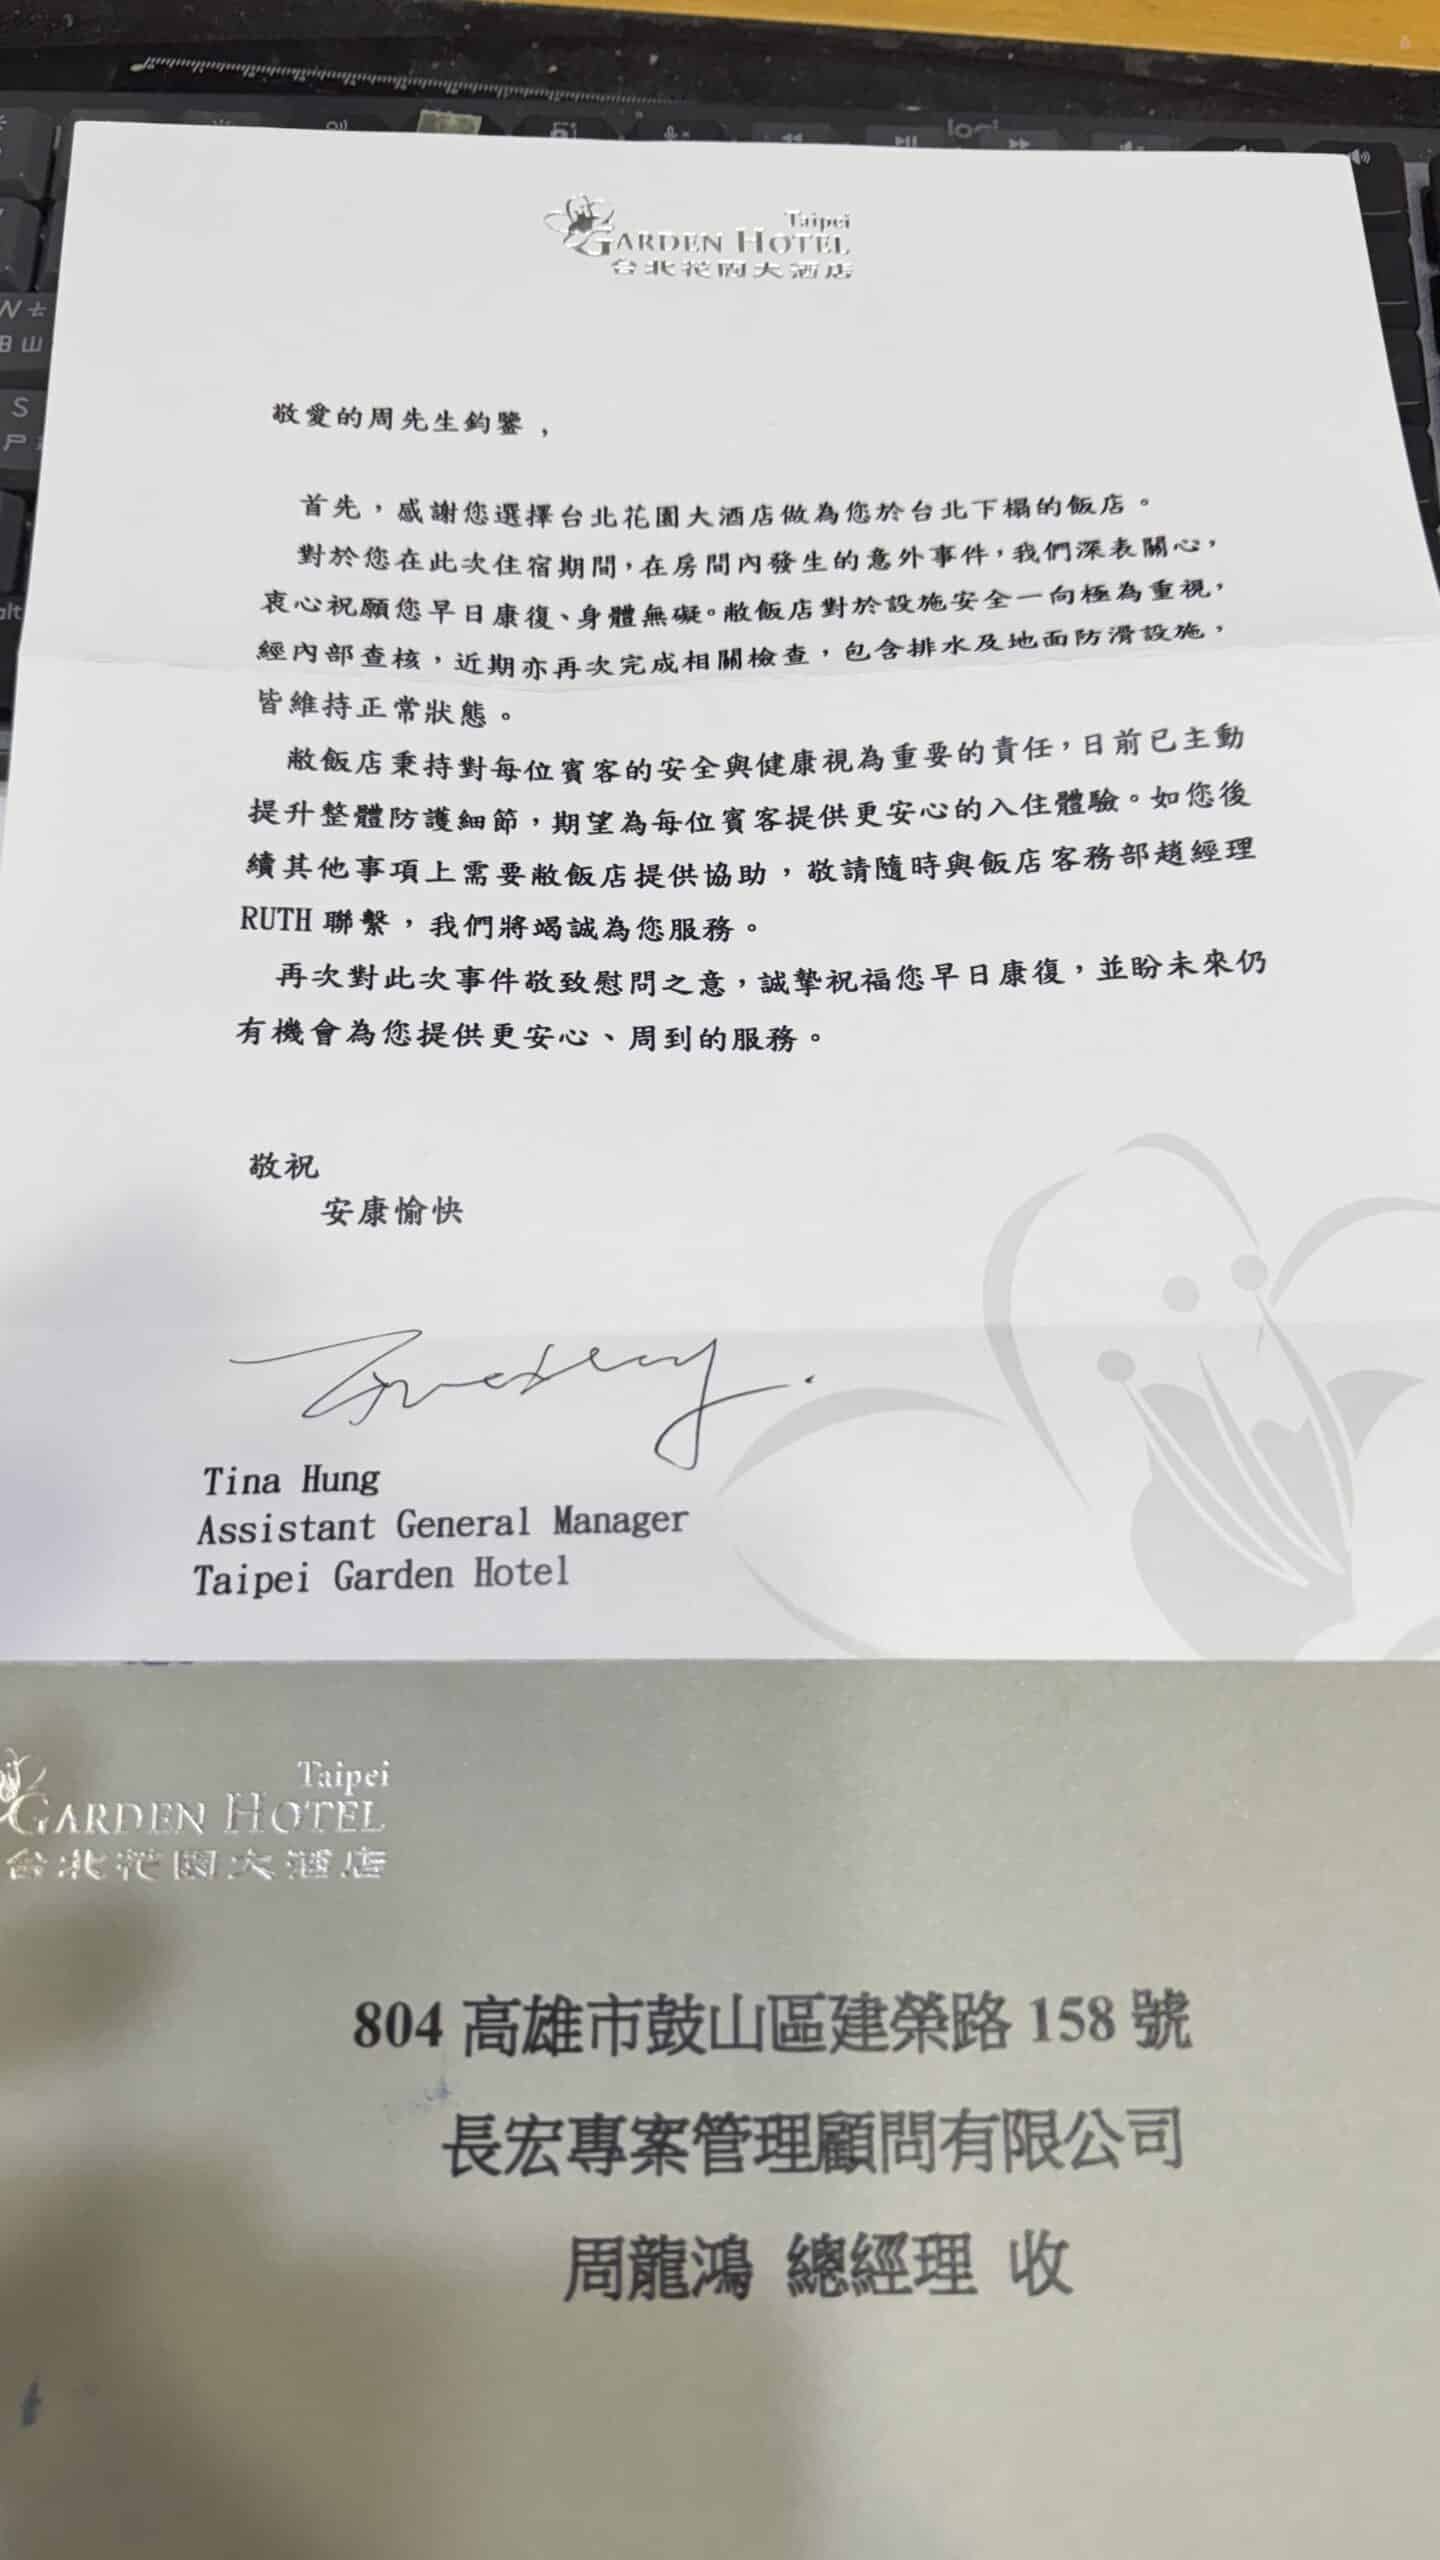 Taipei
GARDEN HOTEL
台北花園大酒店
敬愛的周先生鈞鑒，
首先，感謝您選擇台北花園大酒店做為您於台北下榻的飯店。
對於您在此次住宿期間，在房間內發生的意外事件，我們深表關心，
衷心祝願您早日康復、身體無礙。敝飯店對於設施安全一向極為重視，
經內部查核，近期亦再次完成相關檢查，包含排水及地面防滑設施，
皆維持正常狀態。
敝飯店秉持對每位賓客的安全與健康視為重要的責任，日前已主動
提升整體防護細節，期望為每位賓客提供更安心的入住體驗。如您後
續其他事項上需要敝飯店提供協助，敬請隨時與飯店客務部趙經理
RUTH 聯繫，我們將竭誠為您服務。
再次對此次事件敬致慰問之意，誠摯祝福您早日康復，並盼未來仍
有機會為您提供更安心、周到的服務。
敬祝
安康愉快
Tina Hung
Assistant General Manager
Taipei Garden Hotel
Taipei
GARDEN HOTEL
台北花園大酒店
804 高雄市鼓山區建榮路 158 號
長宏專案管理顧問有限公司
周龍鴻 總經理 收